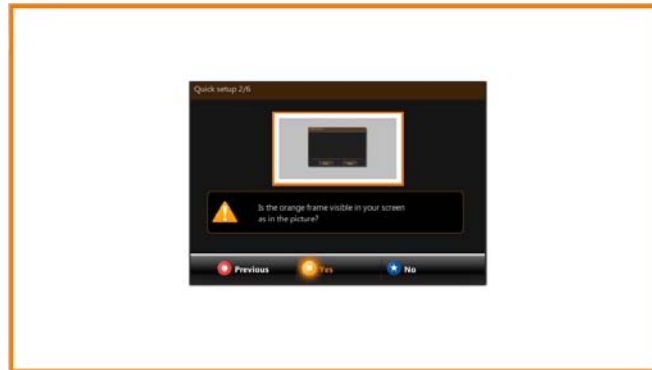 Quick setup 2/6
Is the orange frame visible in your screen
as in the picture?
Previous Yes No